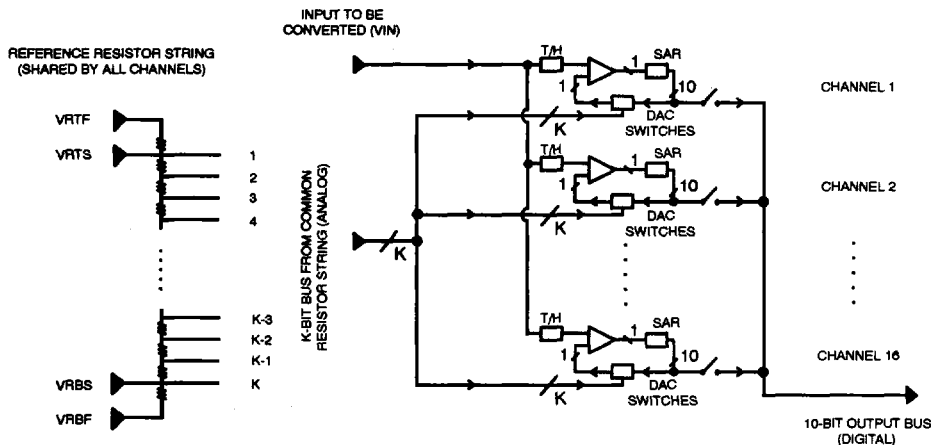 REFERENCE RESISTOR STRING
(SHARED BY ALL CHANNELS)
VRTF
VRTS
1
2
3
4
K-3
K-2
K-1
K
VRBS
VRBF
INPUT TO BE
CONVERTED (VIN)
K-BIT BUS FROM COMMON
RESISTOR STRING (ANALOG)
K
T/H
1
SAR
1
10
DAC
SWITCHES
K
CHANNEL 1
T/H
1
SAR
1
10
DAC
SWITCHES
K
CHANNEL 2
T/H
1
SAR
1
10
DAC
SWITCHES
K
CHANNEL 16
10-BIT OUTPUT BUS
(DIGITAL)